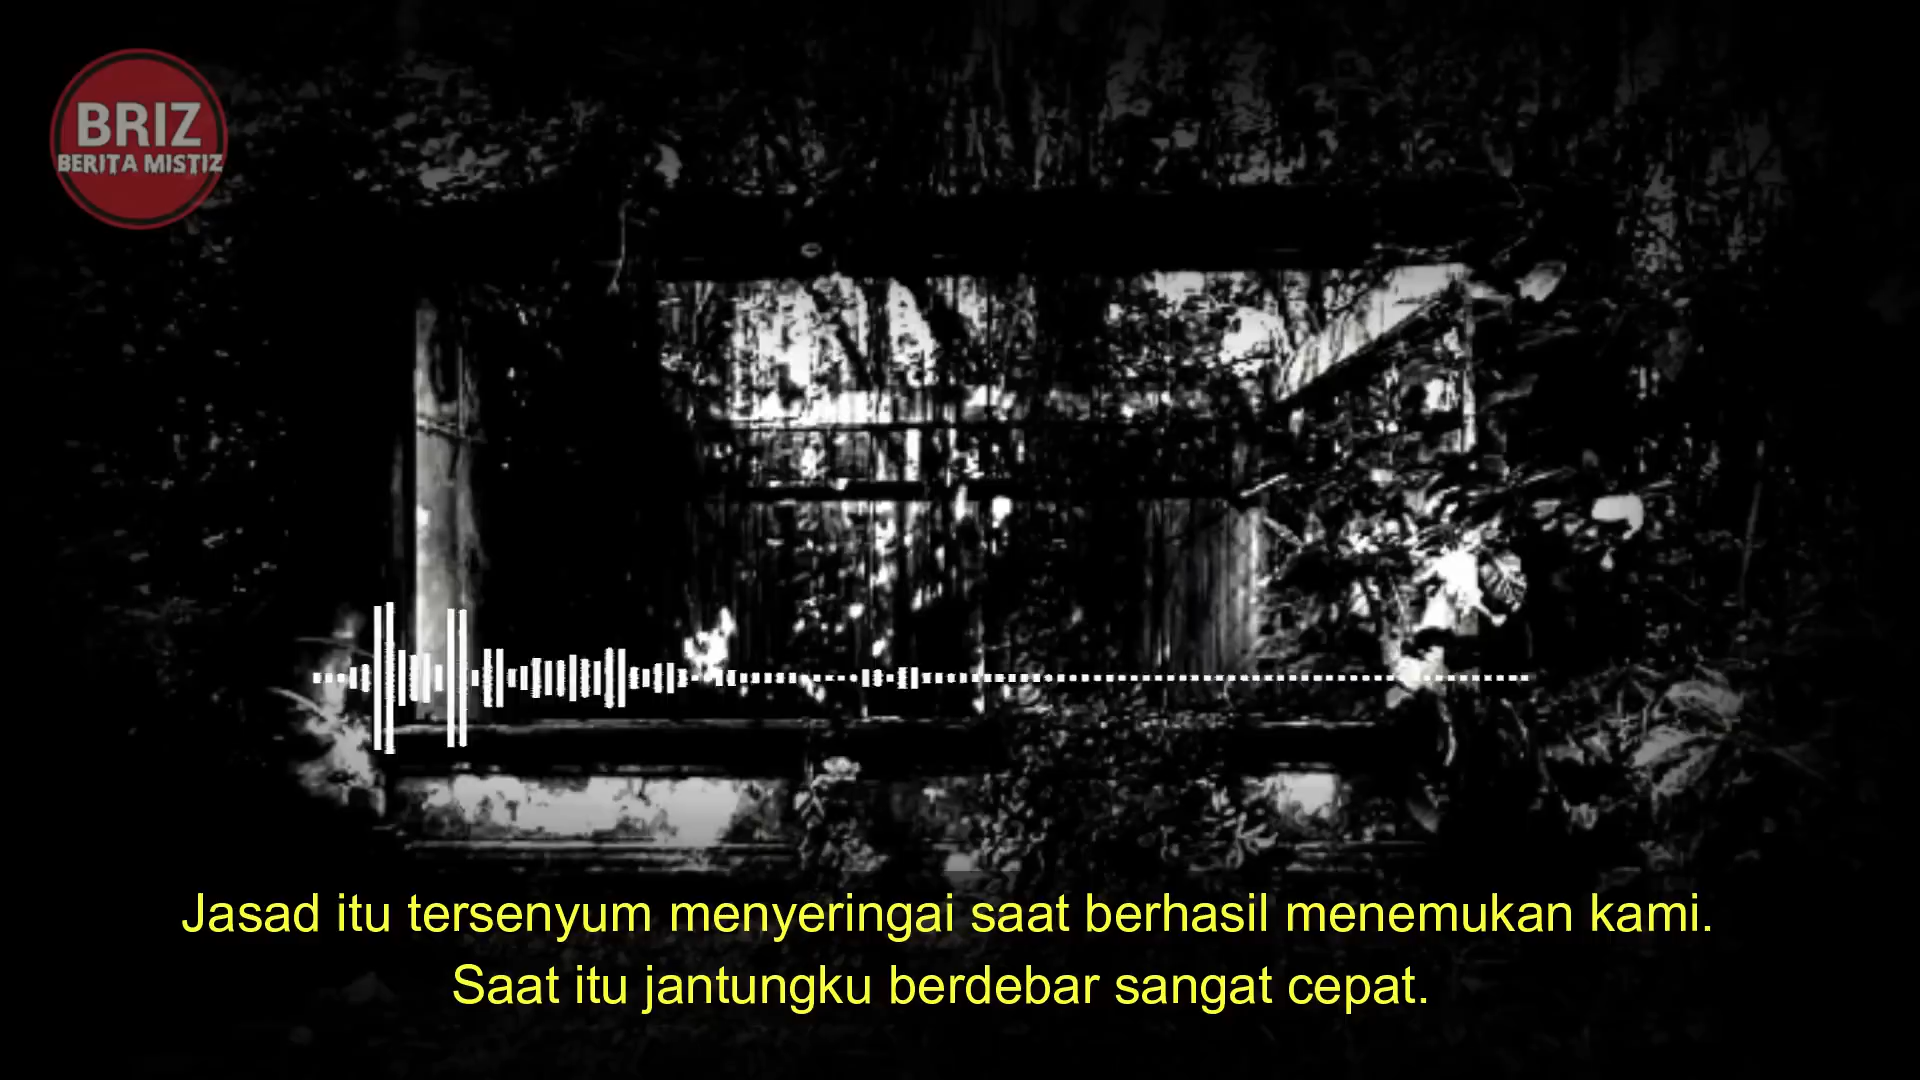 BRIZ
BERITA MISTIZ
Jasad itu tersenyum menyeringai saat berhasil menemukan kami.
Saat itu jantungku berdebar sangat cepat.